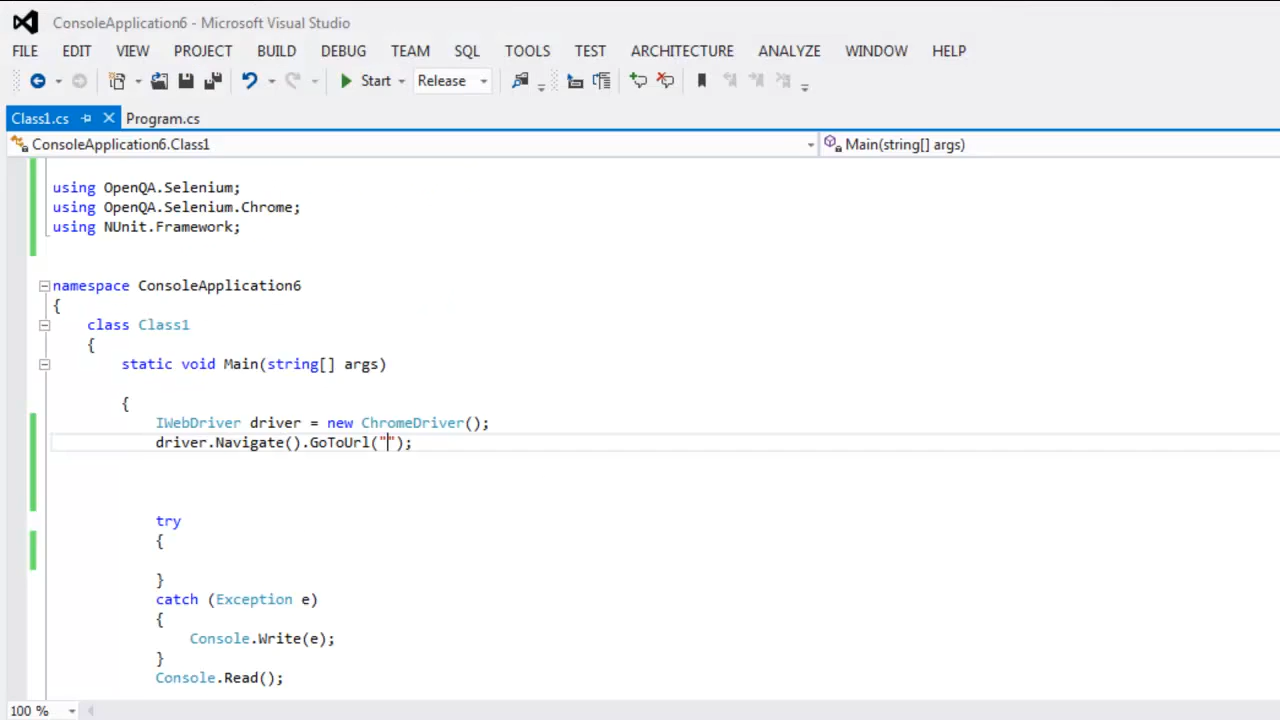 ConsoleApplication6 - Microsoft Visual Studio
FILE EDIT VIEW PROJECT BUILD DEBUG TEAM SQL TOOLS TEST ARCHITECTURE ANALYZE WINDOW HELP
Start Release
Class1.cs Program.cs
ConsoleApplication6.Class1 Main(string[] args)
using OpenQA.Selenium;
using OpenQA.Selenium.Chrome;
using NUnit.Framework;
namespace ConsoleApplication6
{
class Class1
{
static void Main(string[] args)
{
IWebDriver driver = new ChromeDriver();
driver.Navigate().GoToUrl("");
try
{
}
catch (Exception e)
{
Console.Write(e);
}
Console.Read();
100 %